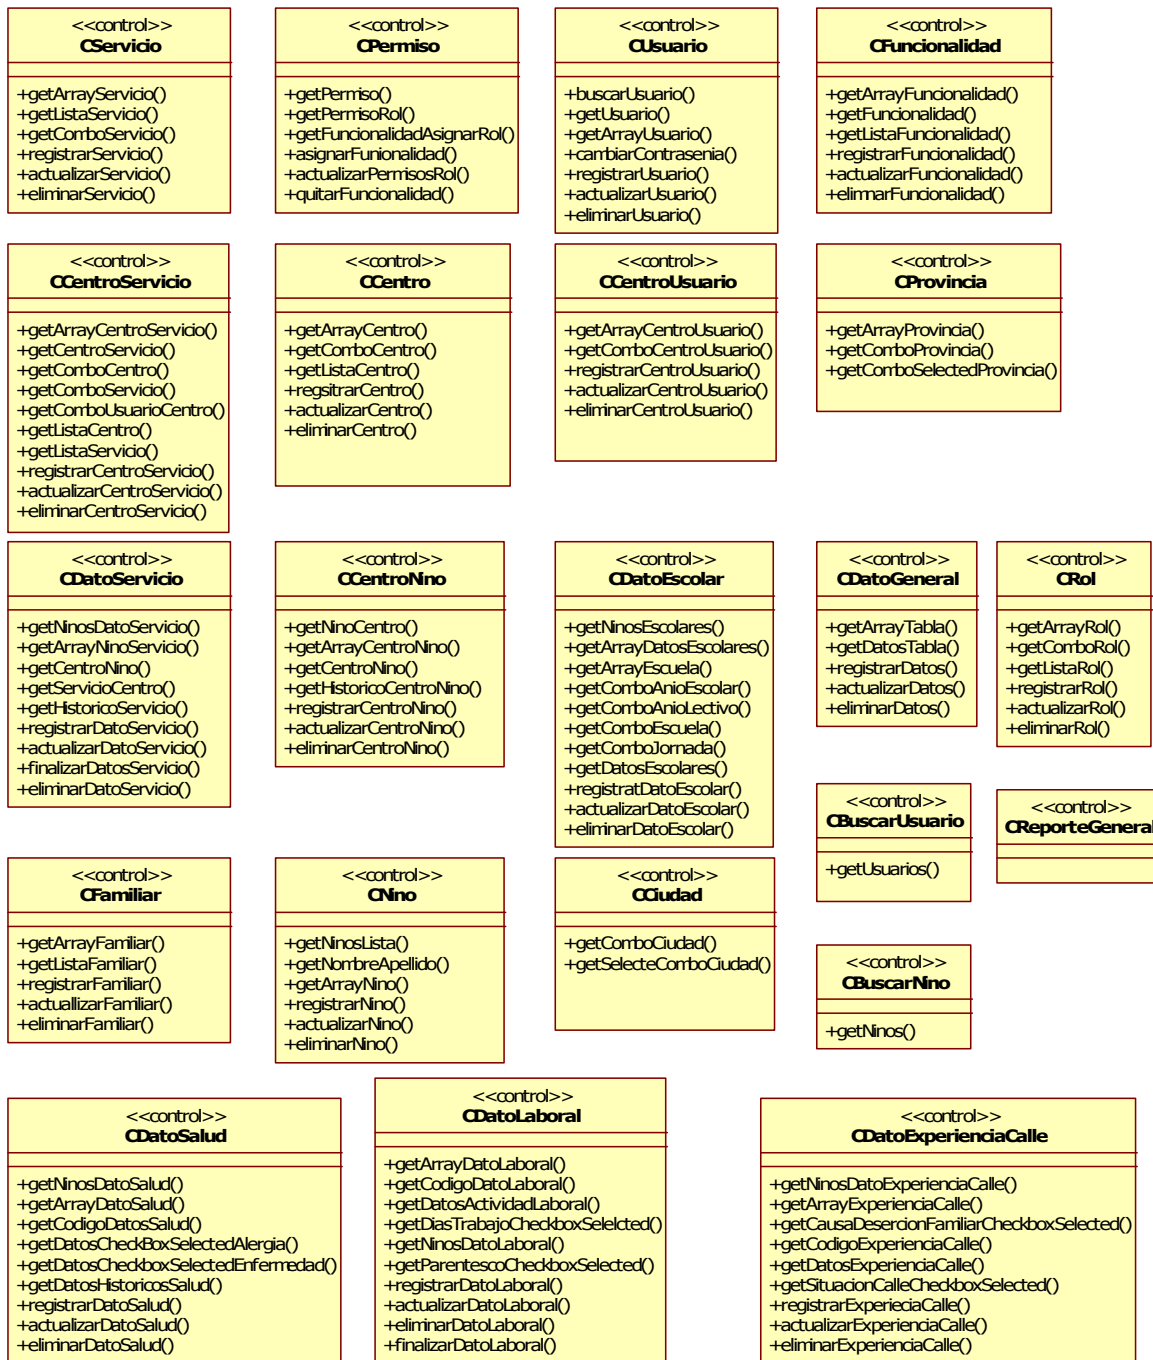 <<control>>
CServicio
+getArrayServicio()
+getListaServicio()
+getComboServicio()
+registrarServicio()
+actualizarServicio()
+eliminarServicio()
<<control>>
CPermiso
+getPermiso()
+getPermisoRol()
+getFuncionalidadAsignarRol()
+asignarFunionalidad()
+actualizarPermisosRol()
+quitarFuncionalidad()
<<control>>
CUsuario
+buscarUsuario()
+getUsuario()
+getArrayUsuario()
+cambiarContrasenia()
+registrarUsuario()
+actualizarUsuario()
+eliminarUsuario()
<<control>>
CFuncionalidad
+getArrayFuncionalidad()
+getFuncionalidad()
+getListaFuncionalidad()
+registrarFuncionalidad()
+actualizarFuncionalidad()
+elimnarFuncionalidad()
<<control>>
CCentroServicio
+getArrayCentroServicio()
+getCentroServicio()
+getComboCentro()
+getComboServicio()
+getComboUsuarioCentro()
+getListaCentro()
+getListaServicio()
+registrarCentroServicio()
+actualizarCentroServicio()
+eliminarCentroServicio()
<<control>>
CCentro
+getArrayCentro()
+getComboCentro()
+getListaCentro()
+regsitrarCentro()
+actualizarCentro()
+eliminarCentro()
<<control>>
CCentroUsuario
+getArrayCentroUsuario()
+getComboCentroUsuario()
+registrarCentroUsuario()
+actualizarCentroUsuario()
+eliminarCentroUsuario()
<<control>>
CProvincia
+getArrayProvincia()
+getComboProvincia()
+getComboSelectedProvincia()
<<control>>
CDatoServicio
+getNinosDatoServicio()
+getArrayNinoServicio()
+getCentroNino()
+getServicioCentro()
+getHistoricoServicio()
+registrarDatoServicio()
+actualizarDatoServicio()
+finalizarDatosServicio()
+eliminarDatoServicio()
<<control>>
CCentroNino
+getNinoCentro()
+getArrayCentroNino()
+getCentroNino()
+getHistoricoCentroNino()
+registrarCentroNino()
+actualizarCentroNino()
+eliminarCentroNino()
<<control>>
CDatoEscolar
+getNinosEscolares()
+getArrayDatosEscolares()
+getArrayEscuela()
+getComboAnioEscolar()
+getComboAnioLectivo()
+getComboEscuela()
+getComboJornada()
+getDatosEscolares()
+registratDatoEscolar()
+actualizarDatoEscolar()
+eliminarDatoEscolar()
<<control>>
CDatoGeneral
+getArrayTabla()
+getDatosTabla()
+registrarDatos()
+actualizarDatos()
+eliminarDatos()
<<control>>
CRol
+getArrayRol()
+getComboRol()
+getListaRol()
+registrarRol()
+actualizarRol()
+eliminarRol()
<<control>>
CBuscarUsuario
+getUsuarios()
<<control>>
CReporteGeneral
<<control>>
CFamiliar
+getArrayFamiliar()
+getListaFamiliar()
+registrarFamiliar()
+actuallizarFamiliar()
+eliminarFamiliar()
<<control>>
CNino
+getNinosLista()
+getNombreApellido()
+getArrayNino()
+registrarNino()
+actualizarNino()
+eliminarNino()
<<control>>
CCiudad
+getComboCiudad()
+getSelecteComboCiudad()
<<control>>
CBuscarNino
+getNinos()
<<control>>
CDatoSalud
+getNinosDatoSalud()
+getArrayDatoSalud()
+getCodigoDatosSalud()
+getDatosCheckBoxSelectedAlergia()
+getDatosCheckboxSelectedEnfermedad()
+getDatosHistoricosSalud()
+registrarDatoSalud()
+actualizarDatoSalud()
+eliminarDatoSalud()
<<control>>
CDatoLaboral
+getArrayDatoLaboral()
+getCodigoDatoLaboral()
+getDatosActividadLaboral()
+getDiasTrabajoCheckboxSelelcted()
+getNinosDatoLaboral()
+getParentescoCheckboxSelected()
+registrarDatoLaboral()
+actualizarDatoLaboral()
+eliminarDatoLaboral()
+finalizarDatoLaboral()
<<control>>
CDatoExperienciaCalle
+getNinosDatoExperienciaCalle()
+getArrayExperienciaCalle()
+getCausaDesercionFamiliarCheckboxSelected()
+getCodigoExperienciaCalle()
+getDatosExperienciaCalle()
+getSituacionCalleCheckboxSelected()
+registrarExperieciaCalle()
+actualizarExperienciaCalle()
+eliminarExperienciaCalle()